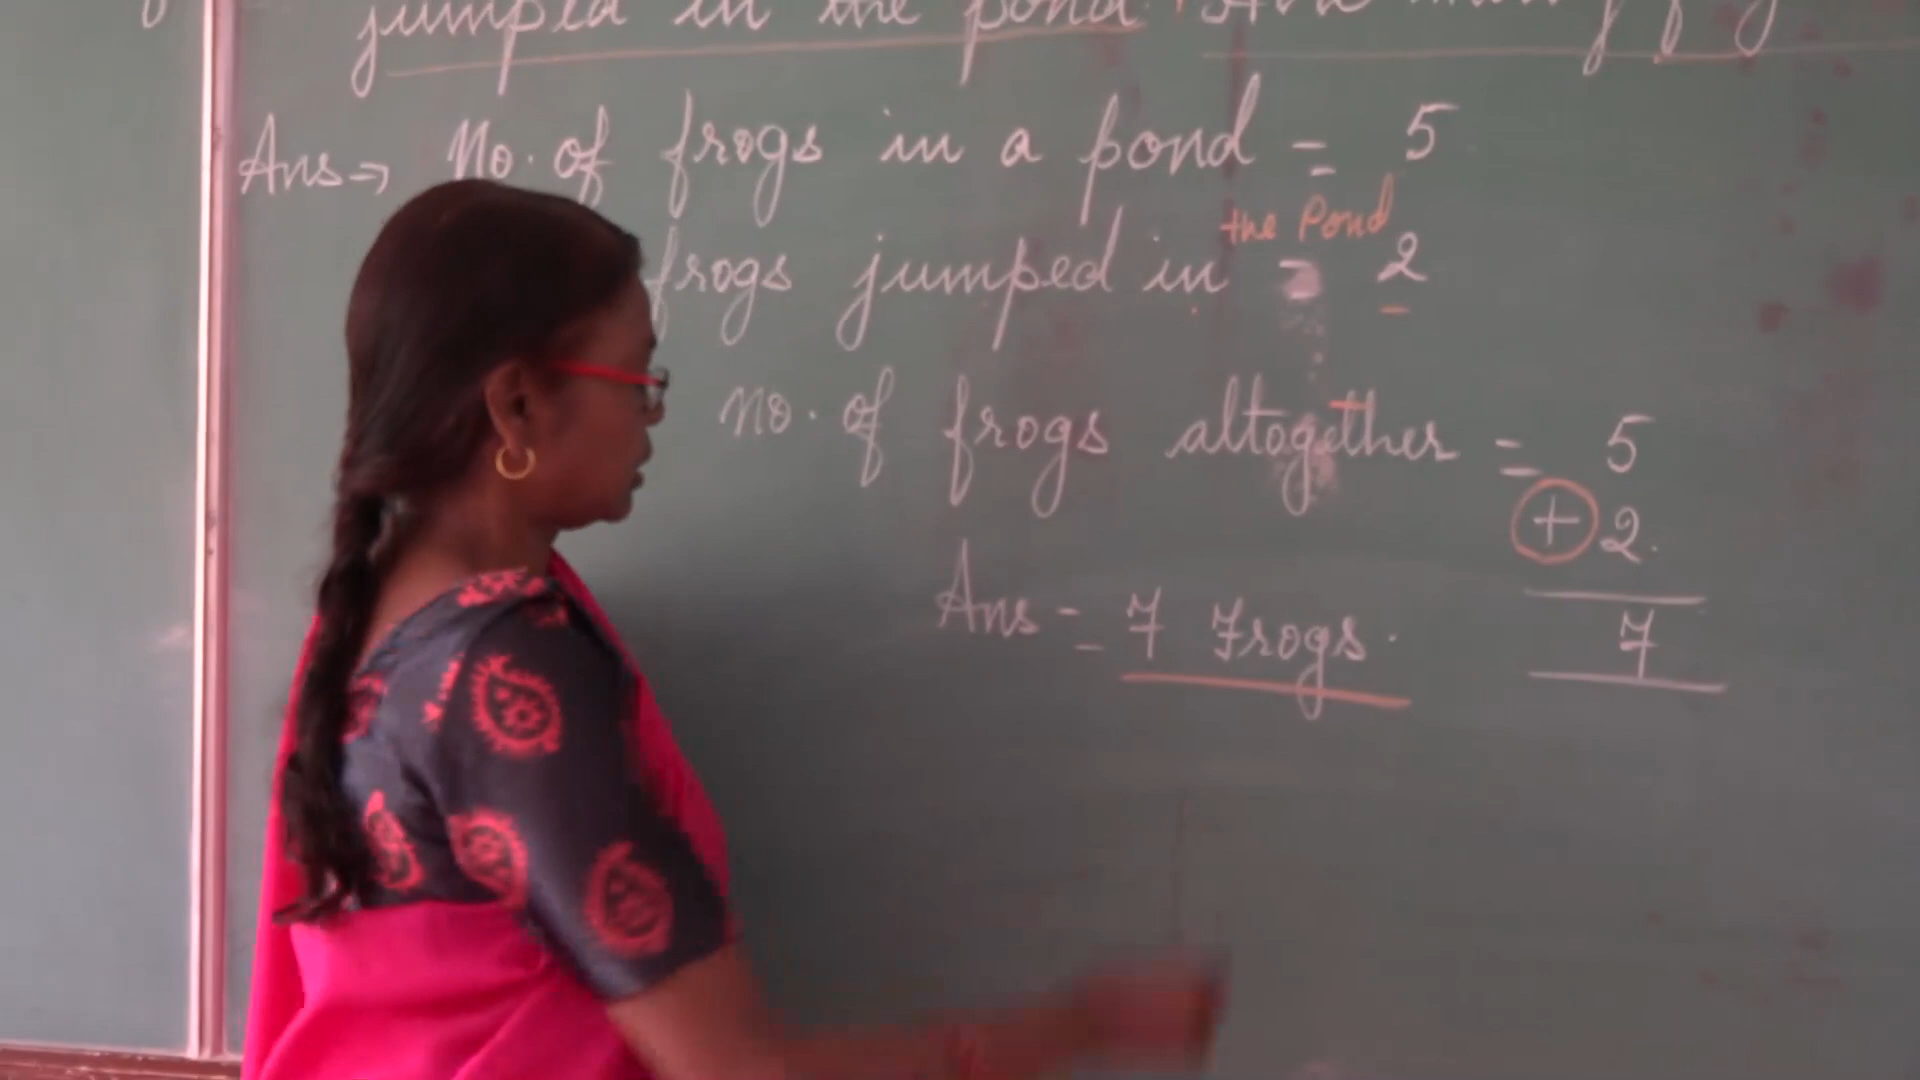 jumped in the pond. How many
Ans→ No. of frogs in a pond = 5
the Pond
frogs jumped in = 2
No. of frogs altogether = 5
+ 2.
Ans = 7 Frogs. 7